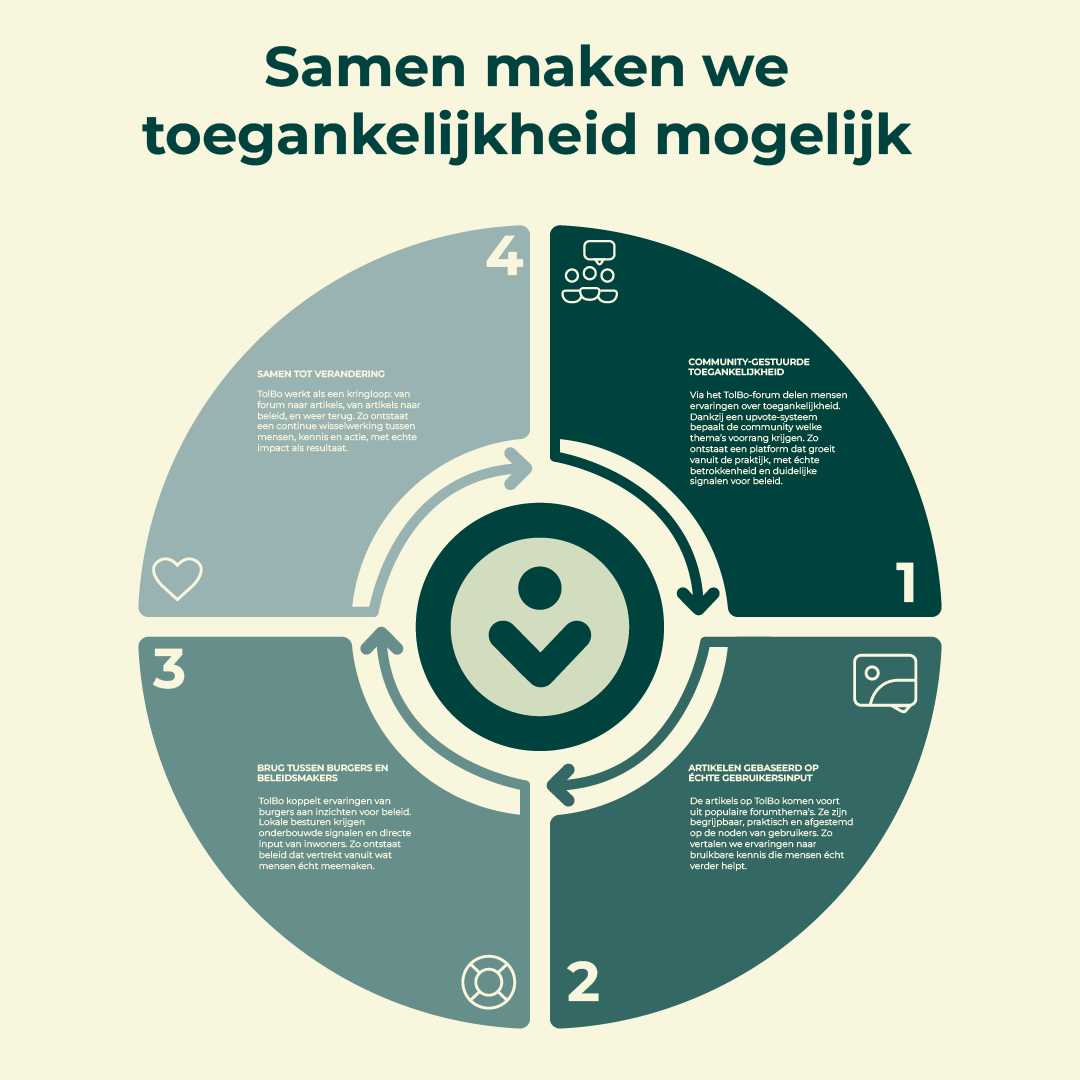 Samen maken we
toegankelijkheid mogelijk
1
COMMUNITY-GESTUURDE
TOEGANKELIJKHEID
Via het TolBo-forum delen mensen
ervaringen over toegankelijkheid.
Dankzij een upvote-systeem
bepaalt de community welke
thema's voorrang krijgen. Zo
ontstaat een platform dat groeit
vanuit de praktijk, met échte
betrokkenheid en duidelijke
signalen voor beleid.
2
ARTIKELEN GEBASEERD OP
ÉCHTE GEBRUIKERSINPUT
De artikels op TolBo komen voort
uit populaire forumthema's. Ze zijn
begrijpbaar, praktisch en afgestemd
op de noden van gebruikers. Zo
vertalen we ervaringen naar
bruikbare kennis die mensen écht
verder helpt.
3
BRUG TUSSEN BURGERS EN
BELEIDSMAKERS
TolBo koppelt ervaringen van
burgers aan inzichten voor beleid.
Lokale besturen krijgen
onderbouwde signalen en directe
input van inwoners. Zo ontstaat
beleid dat vertrekt vanuit wat
mensen écht meemaken.
4
SAMEN TOT VERANDERING
TolBo werkt als een kringloop: van
forum naar artikels, van artikels naar
beleid, en weer terug. Zo ontstaat
een continue wisselwerking tussen
mensen, kennis en actie, met echte
impact als resultaat.